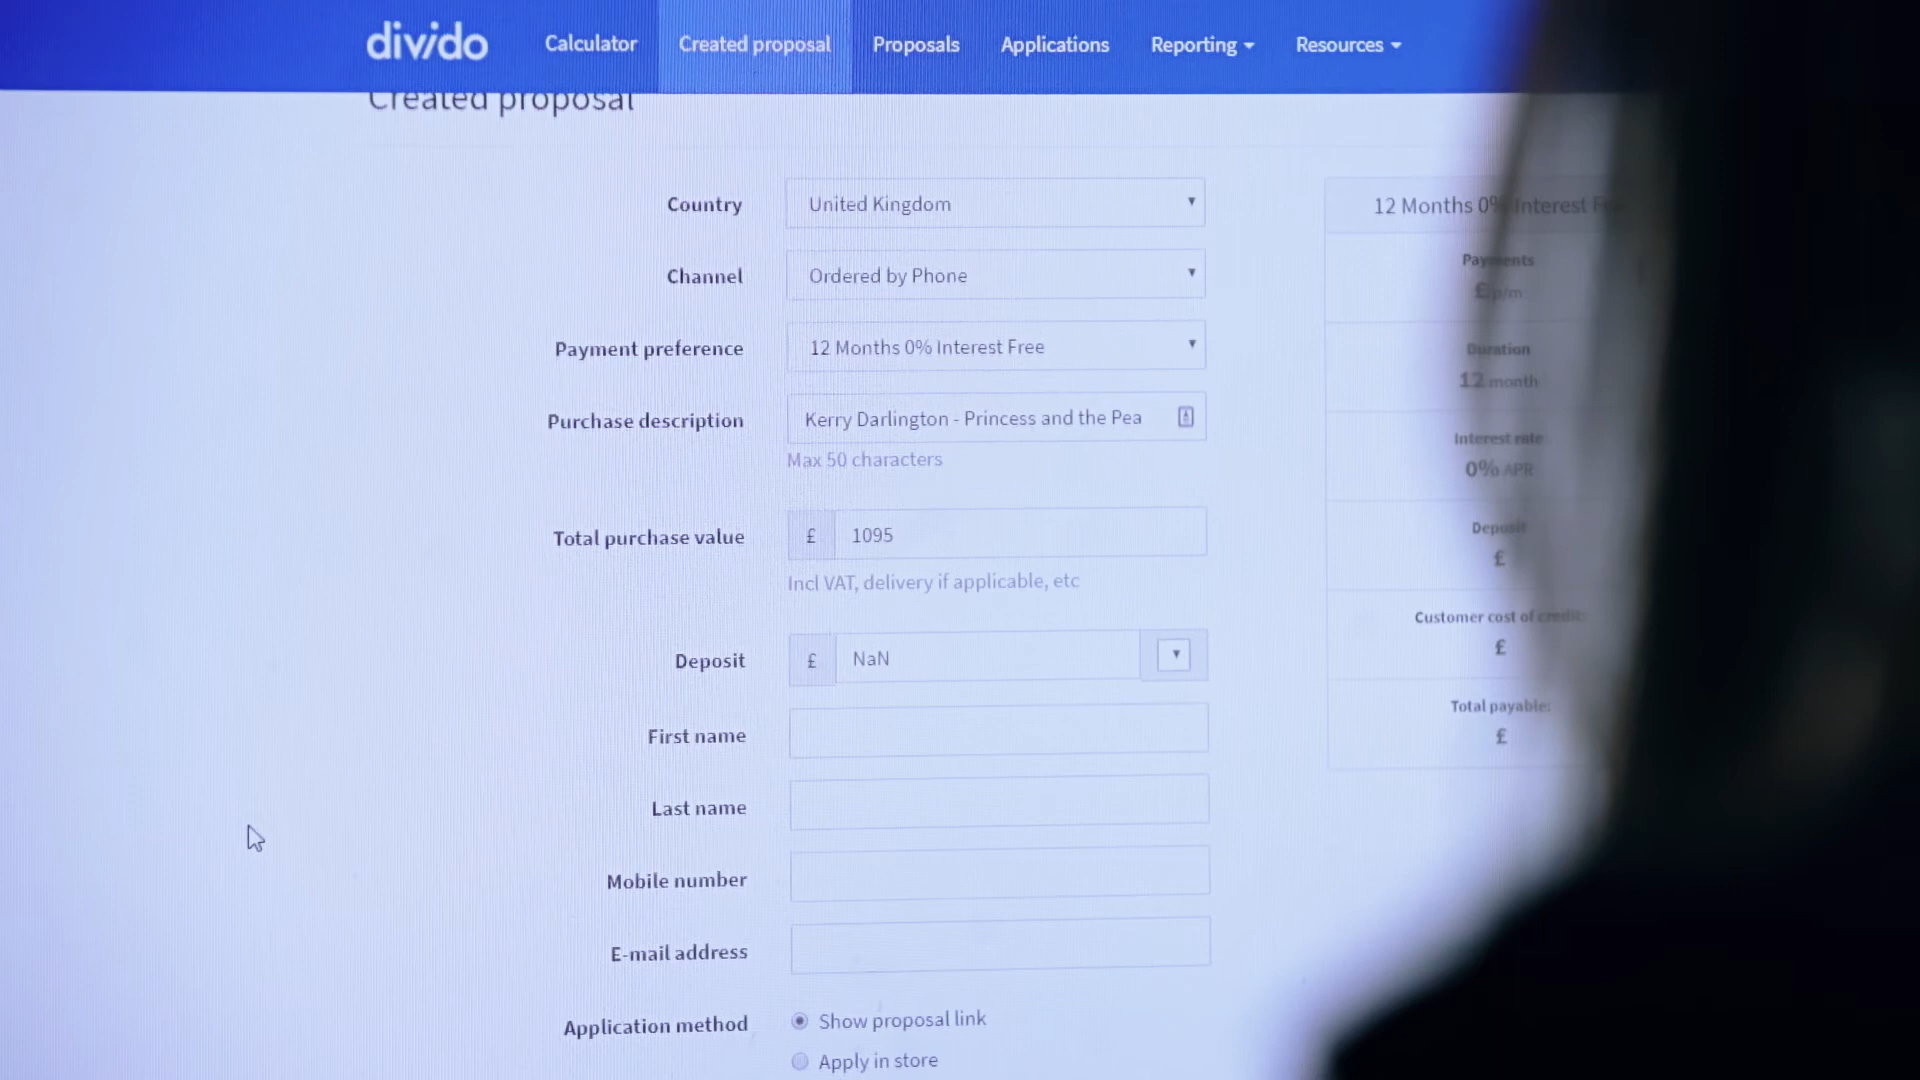 divido Calculator Created proposal Proposals Applications Reporting Resources
Created proposal
Country United Kingdom
Channel Ordered by Phone
Payment preference 12 Months 0% Interest Free
Purchase description Kerry Darlington - Princess and the Pea
Max 50 characters
Total purchase value £ 1095
Incl VAT, delivery if applicable, etc
Deposit £ NaN
First name
Last name
Mobile number
E-mail address
Application method Show proposal link
Apply in store
12 Months 0% Interest
Payments
£ p/m
Duration
12 month
Interest rate
0% APR
Deposit
£
Customer cost of credit:
£
Total payable:
£